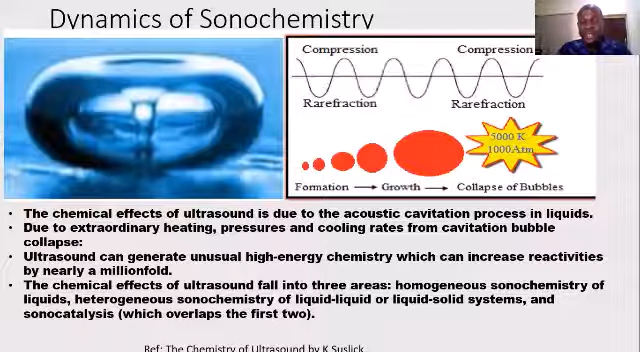 Dynamics of Sonochemistry
Compression Compression
Rarefraction Rarefraction
5000 K
1000Atm
Formation Growth Collapse of Bubbles
• The chemical effects of ultrasound is due to the acoustic cavitation process in liquids.
• Due to extraordinary heating, pressures and cooling rates from cavitation bubble
collapse:
• Ultrasound can generate unusual high-energy chemistry which can increase reactivities
by nearly a millionfold.
• The chemical effects of ultrasound fall into three areas: homogeneous sonochemistry of
liquids, heterogeneous sonochemistry of liquid-liquid or liquid-solid systems, and
sonocatalysis (which overlaps the first two).
Ref: The Chemistry of Ultrasound by K Suslick